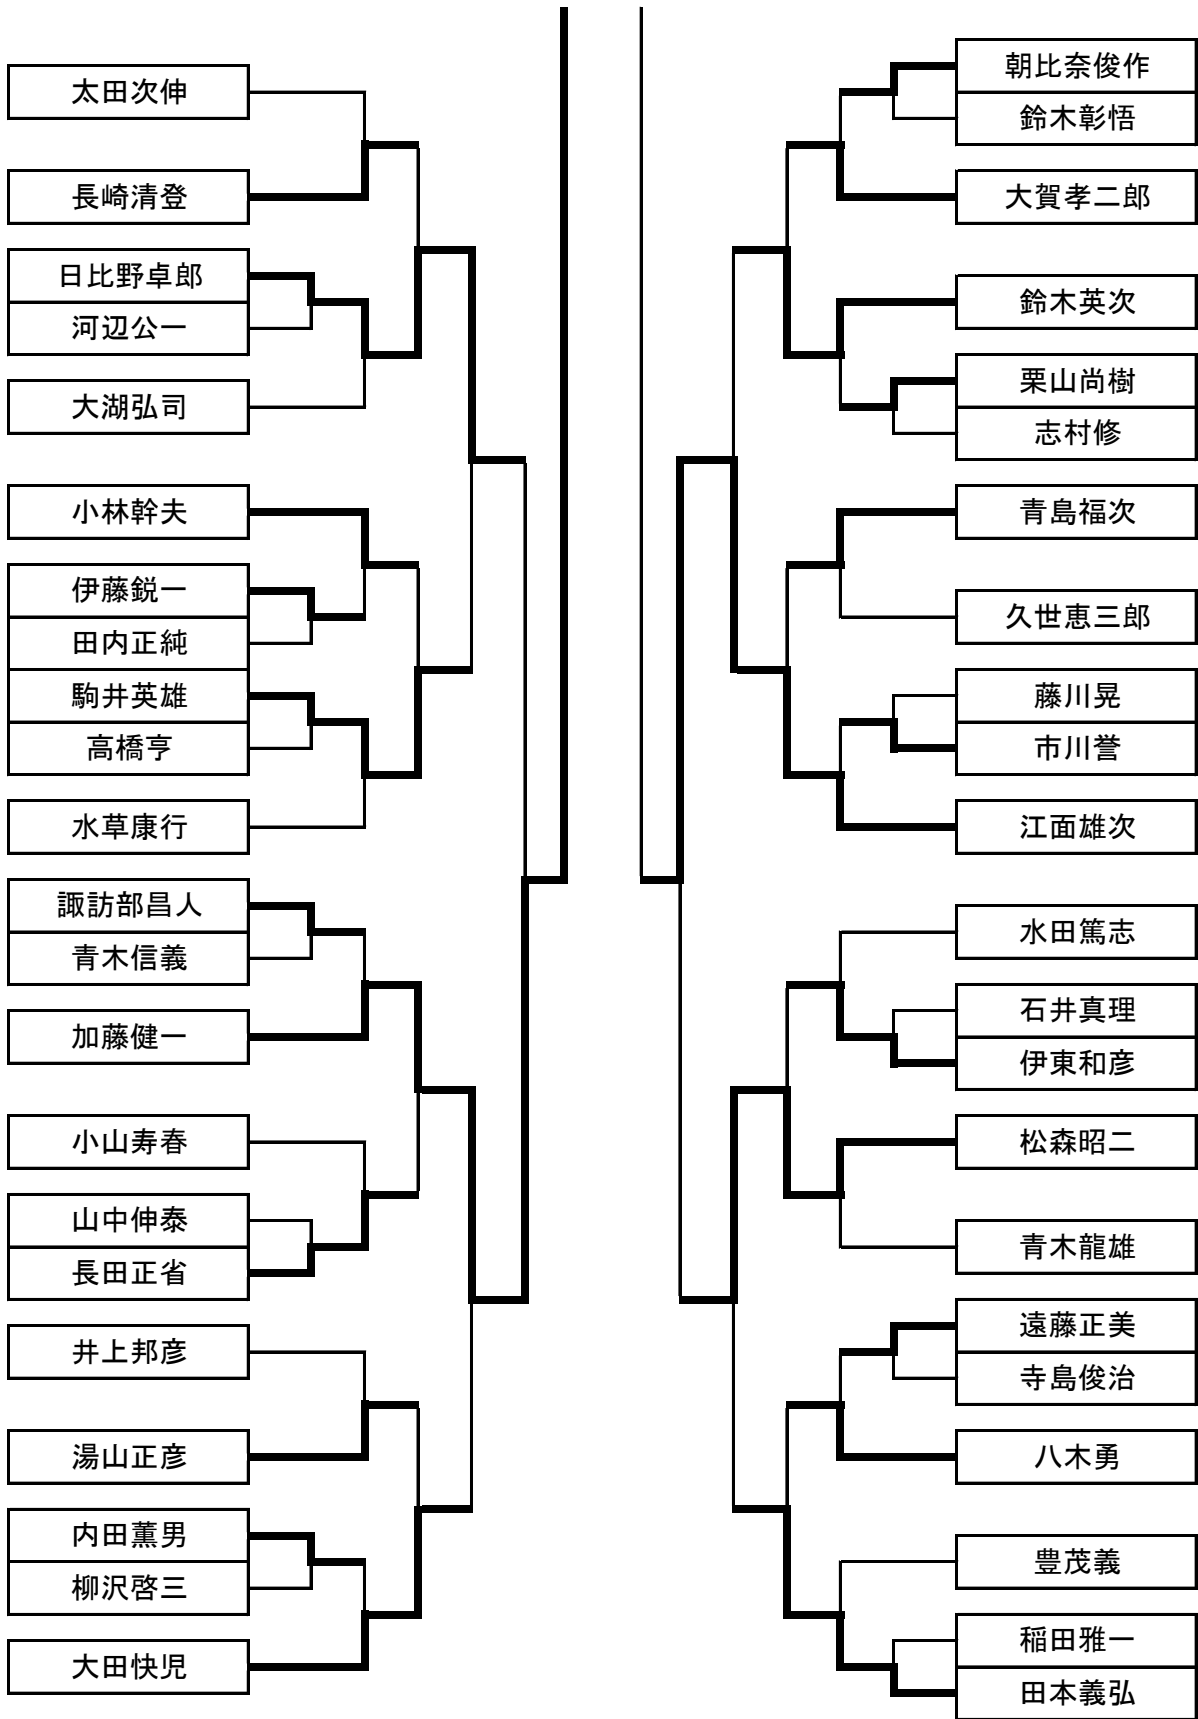 太田次伸
長崎清登
日比野卓郎
河辺公一
大湖弘司
小林幹夫
伊藤鋭一
田内正純
駒井英雄
高橋亨
水草康行
諏訪部昌人
青木信義
加藤健一
小山寿春
山中伸泰
長田正省
井上邦彦
湯山正彦
内田薫男
柳沢啓三
大田快児
朝比奈俊作
鈴木彰悟
大賀孝二郎
鈴木英次
栗山尚樹
志村修
青島福次
久世恵三郎
藤川晃
市川誉
江面雄次
水田篤志
石井真理
伊東和彦
松森昭二
青木龍雄
遠藤正美
寺島俊治
八木勇
豊茂義
稲田雅一
田本義弘